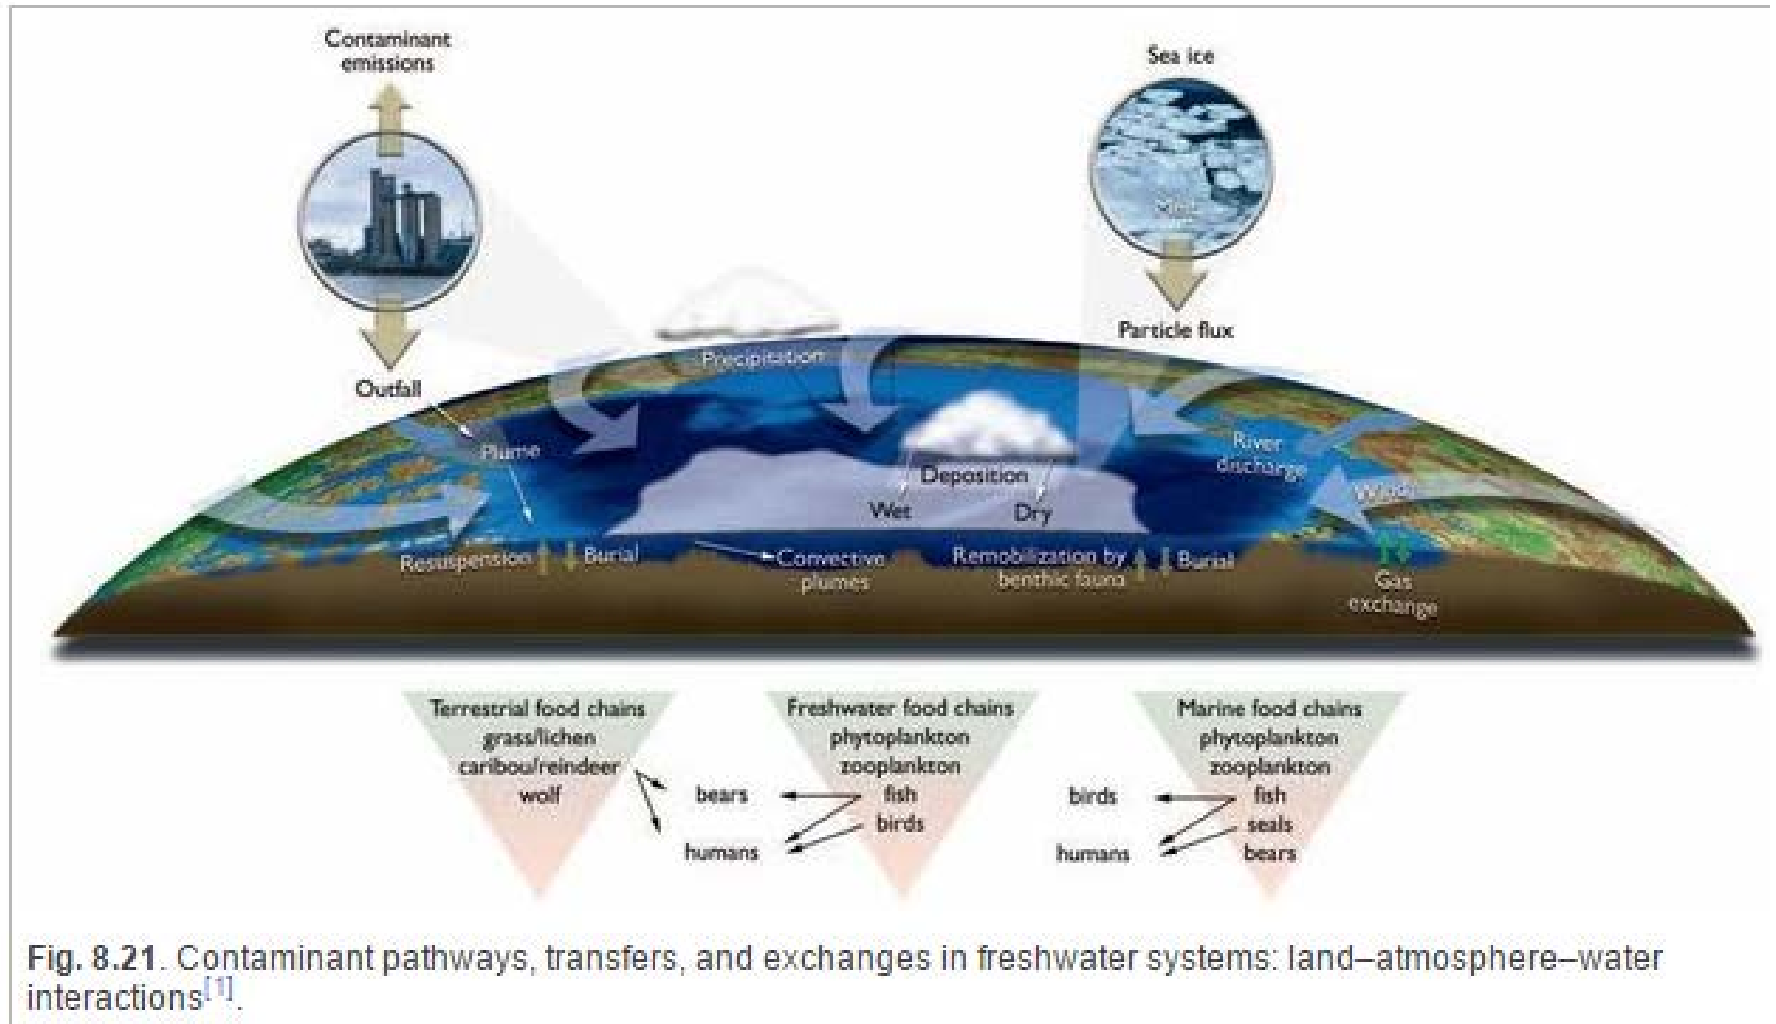 Contaminant
emissions
Sea ice
Melt
Particle flux
Outfall
Precipitation
Plume
River
discharge
Deposition
Wet
Dry
Wind
Resuspension
Burial
Convective
plumes
Remobilization by
benthic fauna
Burial
Gas
exchange
Terrestrial food chains
grass/lichen
caribou/reindeer
wolf
bears
humans
Freshwater food chains
phytoplankton
zooplankton
fish
birds
Marine food chains
phytoplankton
zooplankton
fish
seals
bears
birds
humans
Fig. 8.21. Contaminant pathways, transfers, and exchanges in freshwater systems: land–atmosphere–water
interactions[1].